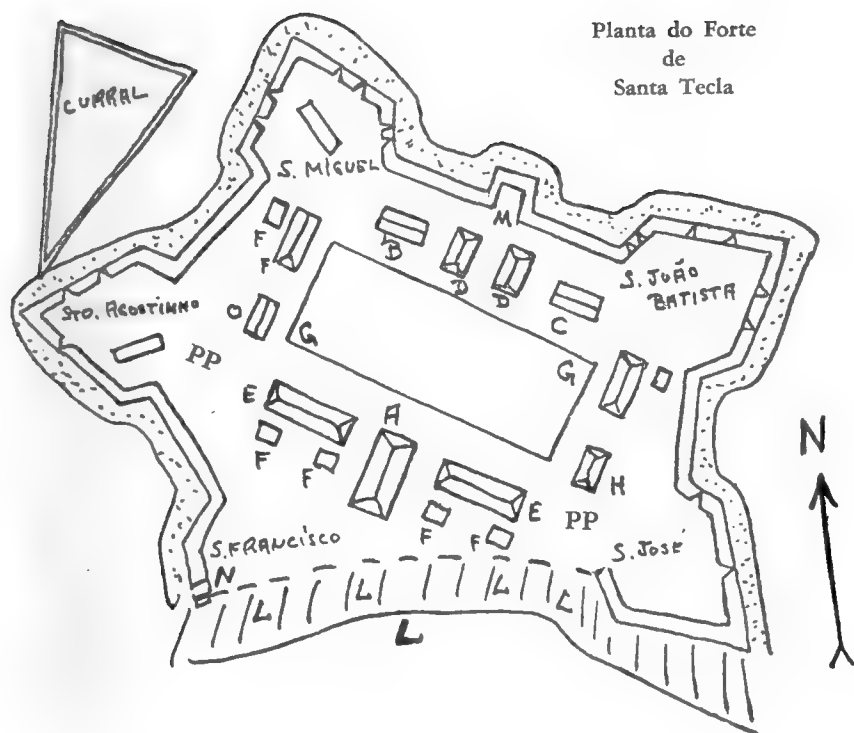 Planta do Forte
de
Santa Tecla
CURRAL
S. MIGUEL
M
F
F
B
D
D
C
S. JOÃO
BATISTA
STO. AGOSTINHO
O
PP
G
G
E
A
F
F
H
E
PP
F
F
S. FRANCISCO
S. JOSÉ
N
L
L
L
L
L
N